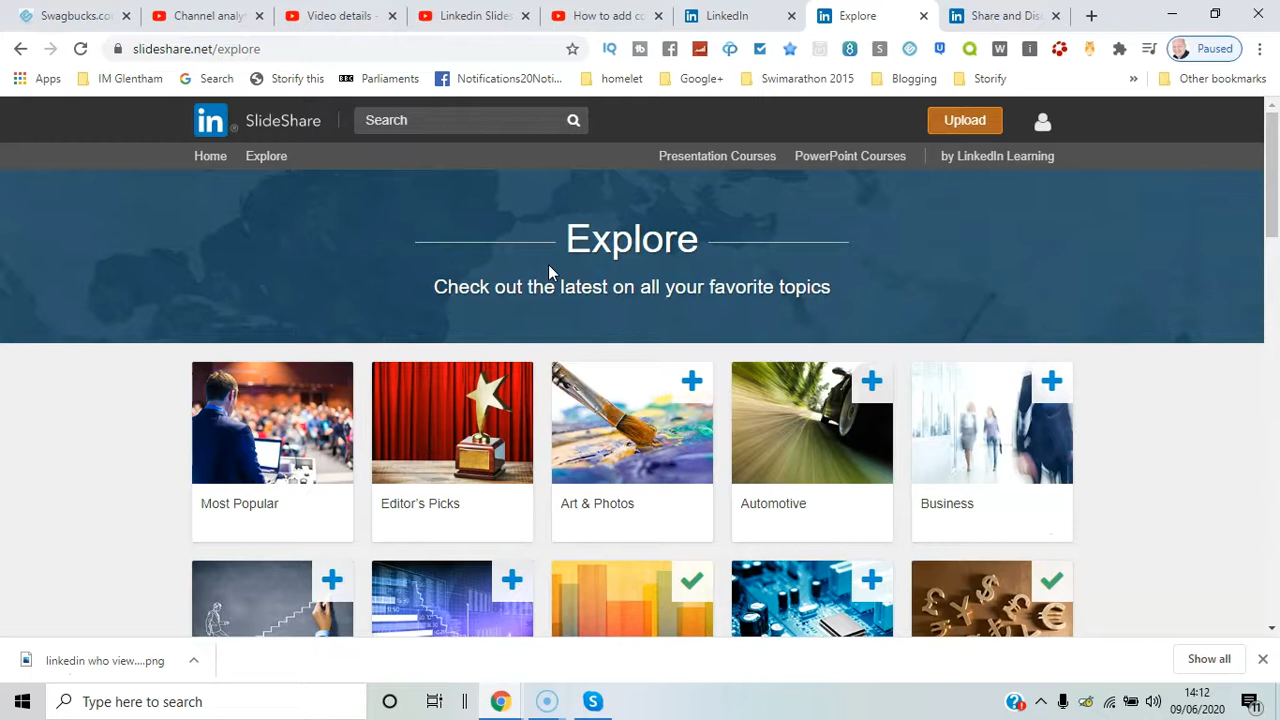 Swagbucks.co
Channel analy
Video details -
Linkedin Slides
How to add co
LinkedIn
Explore
Share and Dis
slideshare.net/explore
Paused
Apps
IM Glentham
Search
Storify this
BBC Parliaments
Notifications20Noti...
homelet
Google+
Swimarathon 2015
Blogging
Storify
»
Other bookmarks
in SlideShare
Search
Upload
Home
Explore
Presentation Courses
PowerPoint Courses
by LinkedIn Learning
Explore
Check out the latest on all your favorite topics
Most Popular
Editor's Picks
Art & Photos
Automotive
Business
linkedin who view....png
Show all
Type here to search
14:12
09/06/2020